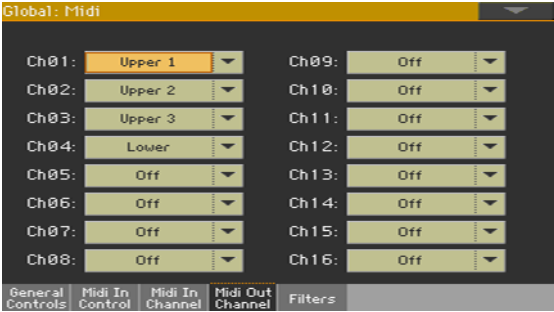 Global: Midi
Ch01: Upper 1
Ch02: Upper 2
Ch03: Upper 3
Ch04: Lower
Ch05: Off
Ch06: Off
Ch07: Off
Ch08: Off
Ch09: Off
Ch10: Off
Ch11: Off
Ch12: Off
Ch13: Off
Ch14: Off
Ch15: Off
Ch16: Off
General Controls
Midi In Control
Midi In Channel
Midi Out Channel
Filters